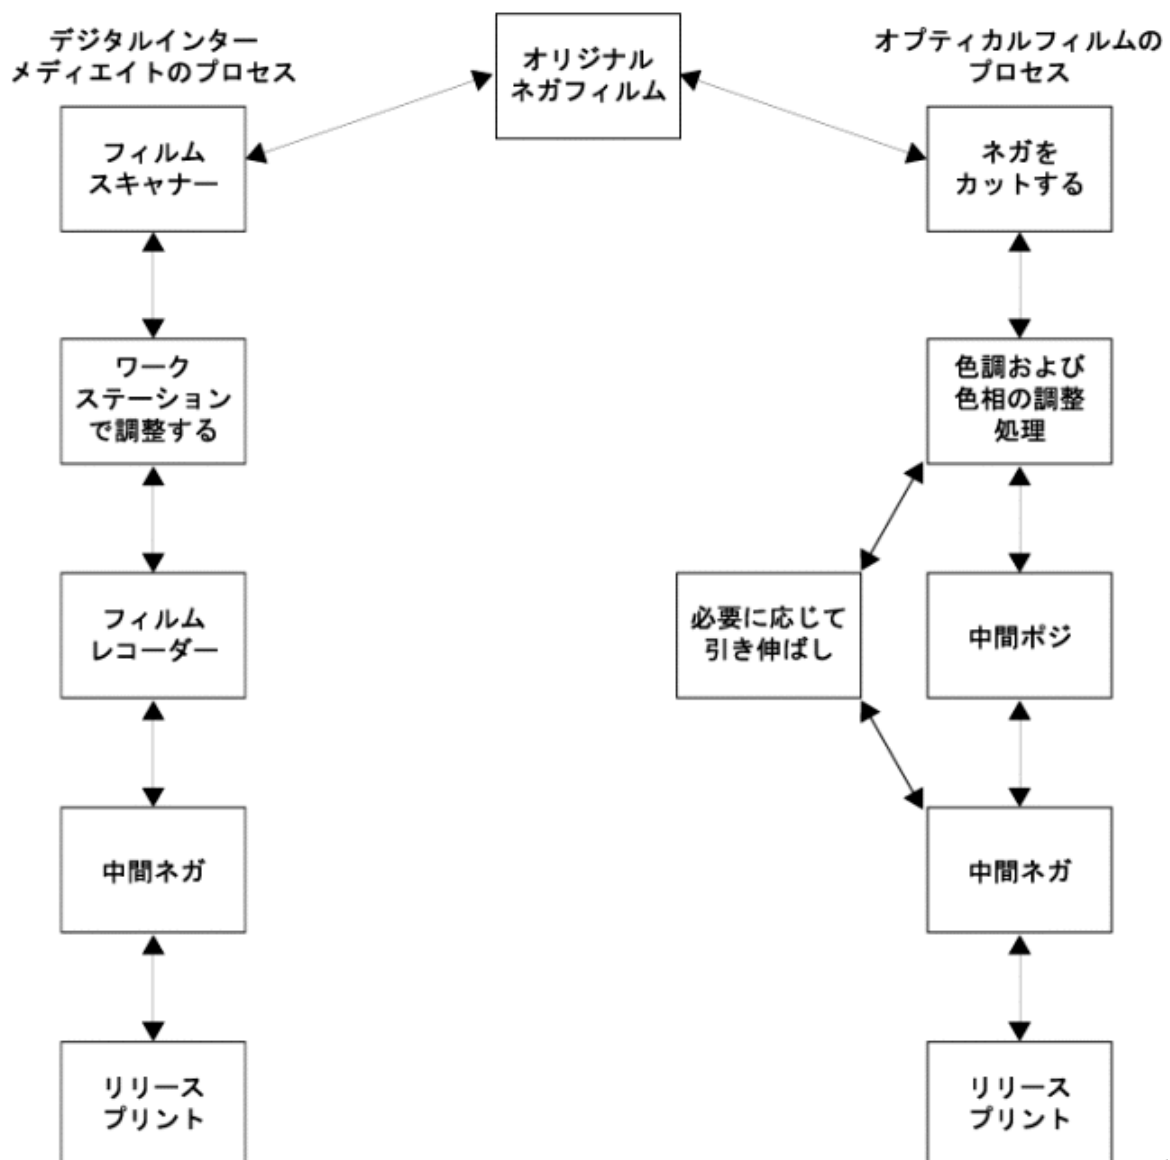 デジタルインター
メディエイトのプロセス
オリジナル
ネガフィルム
オプティカルフィルムの
プロセス
フィルム
スキャナー
ネガを
カットする
ワーク
ステーション
で調整する
色調および
色相の調整
処理
フィルム
レコーダー
必要に応じて
引き伸ばし
中間ポジ
中間ネガ
中間ネガ
リリース
プリント
リリース
プリント